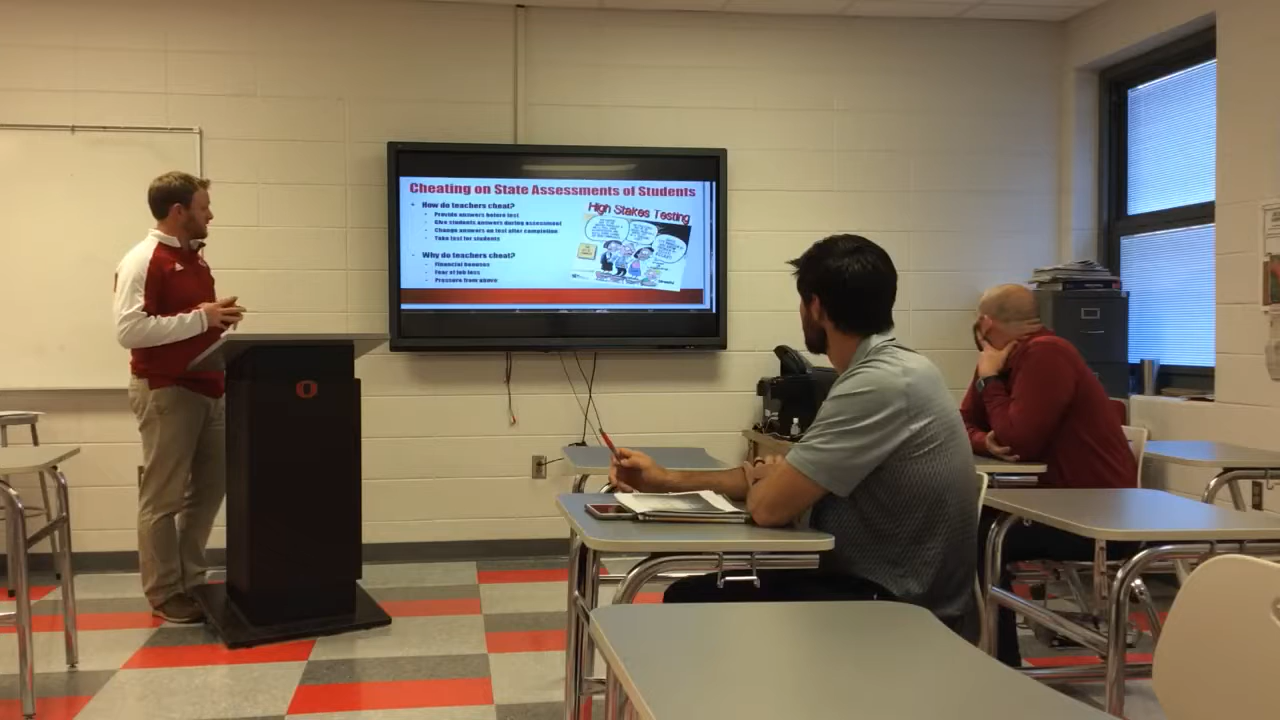 Cheating on State Assessments of Students
How do teachers cheat?
Provide answers before test
Give students answers during assessment
Change answers on test after completion
Take test for students
Why do teachers cheat?
Financial bonuses
Fear of job loss
Pressure from above
High Stakes Testing
O